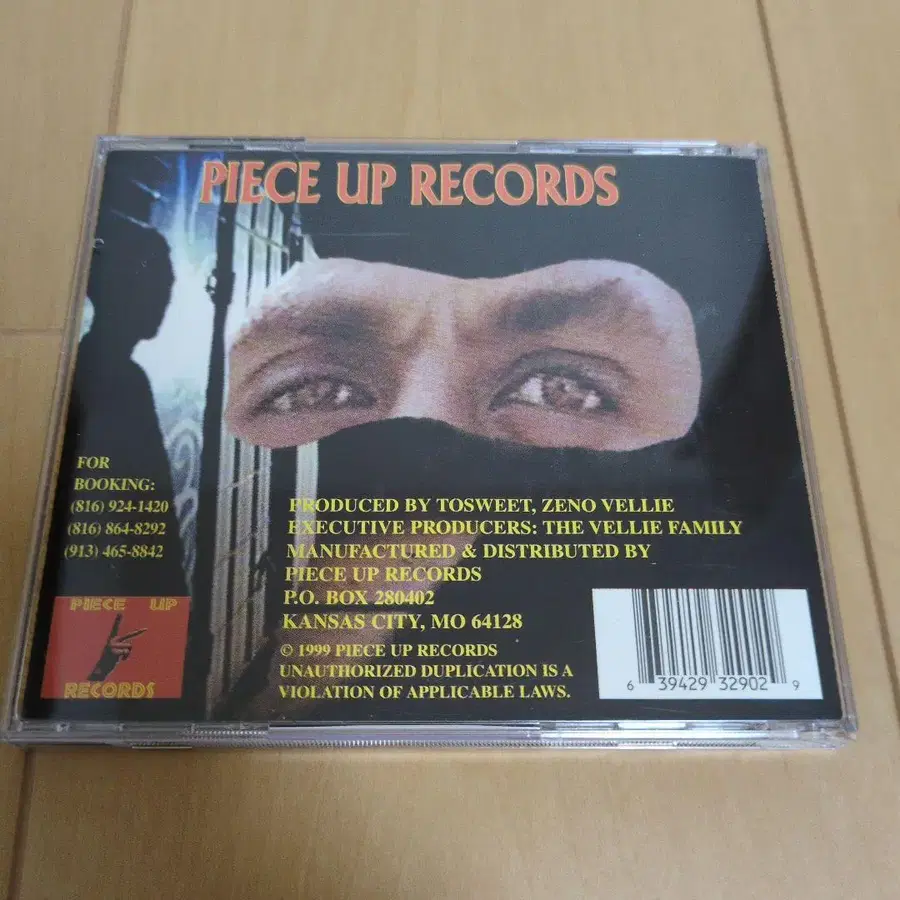 PIECE UP RECORDS
FOR
BOOKING:
(816) 924-1420
(816) 864-8292
(913) 465-8842
PIECE UP
RECORDS
PRODUCED BY TOSWEET, ZENO VELLIE
EXECUTIVE PRODUCERS: THE VELLIE FAMILY
MANUFACTURED & DISTRIBUTED BY
PIECE UP RECORDS
P.O. BOX 280402
KANSAS CITY, MO 64128
© 1999 PIECE UP RECORDS
UNAUTHORIZED DUPLICATION IS A
VIOLATION OF APPLICABLE LAWS.
6 39429 32902 9